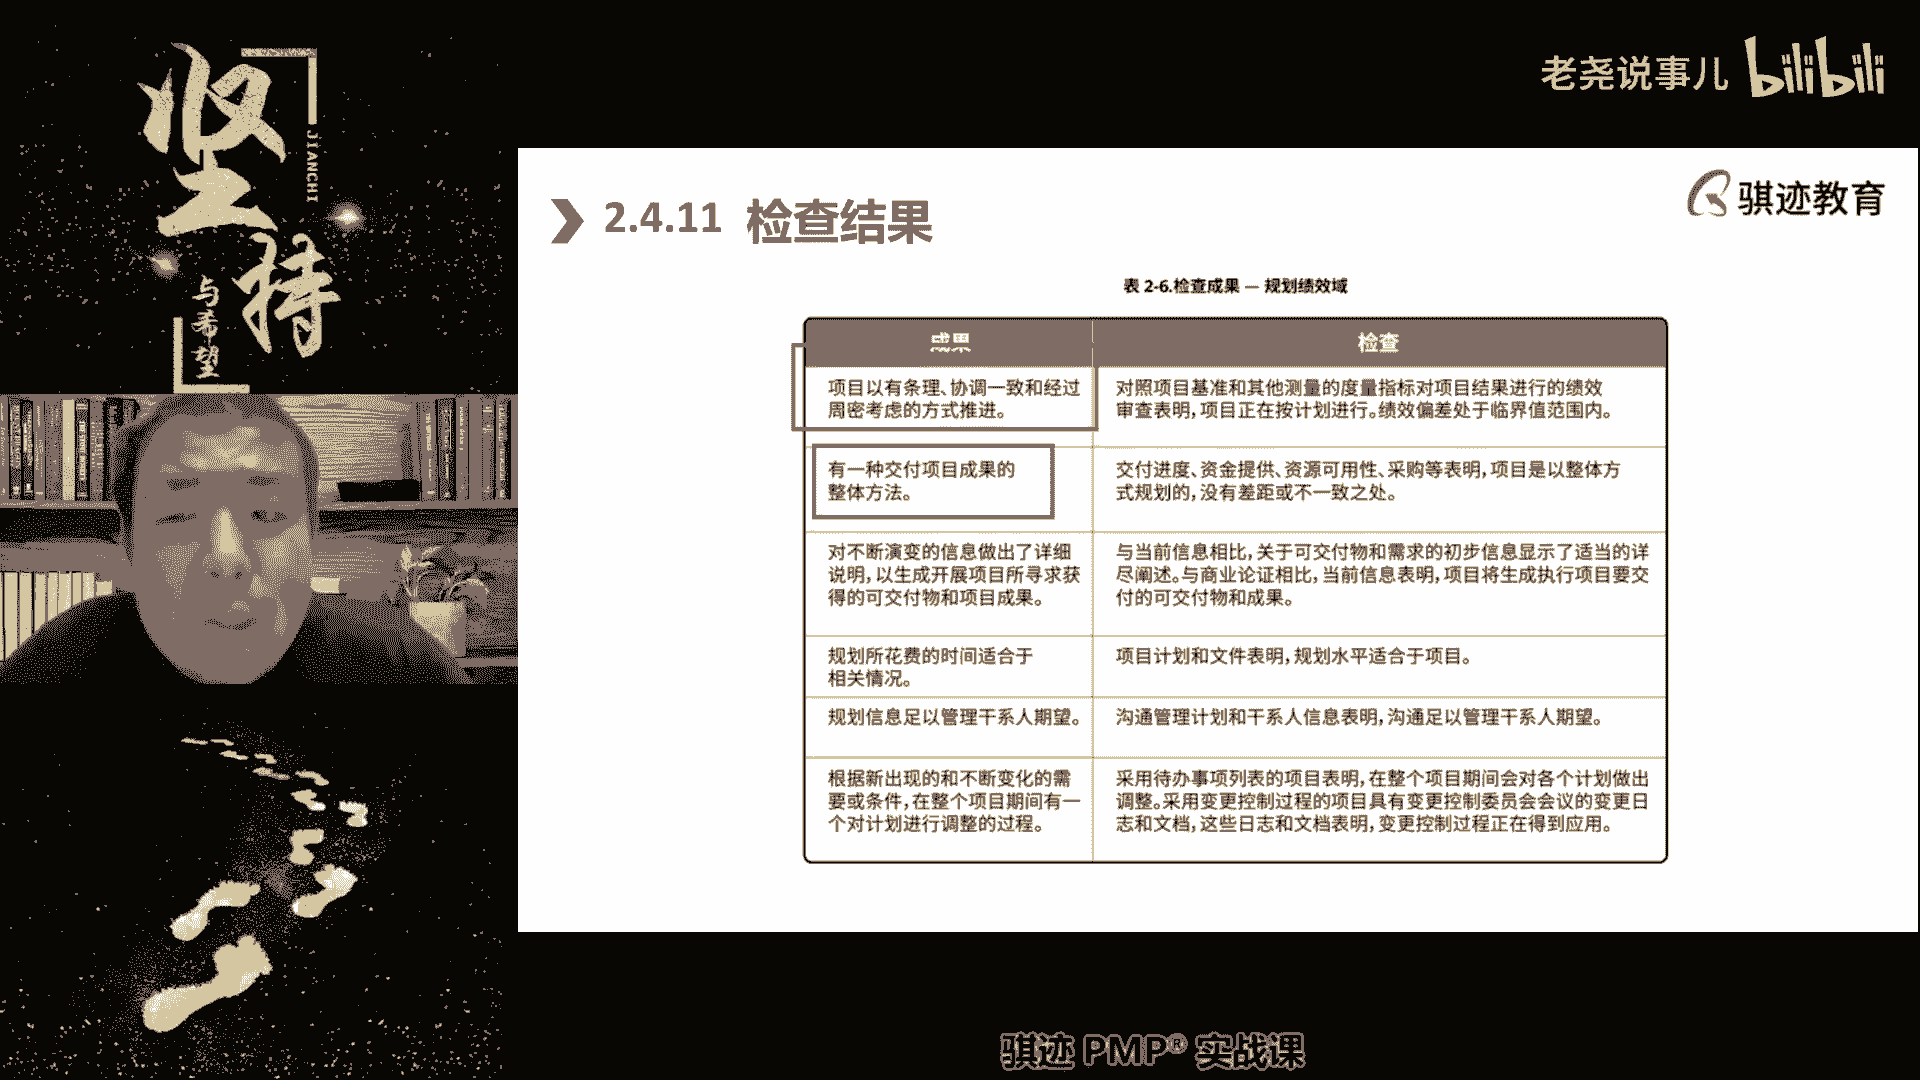 坚持
JIANCHI
与希望
老尧说事儿 bilibili
骐迹教育
2.4.11 检查结果
表 2-6.检查成果 — 规划绩效域
成果
检查
项目以有条理、协调一致和经过
周密考虑的方式推进。
对照项目基准和其他测量的度量指标对项目结果进行的绩效
审查表明,项目正在按计划进行。绩效偏差处于临界值范围内。
有一种交付项目成果的
整体方法。
交付进度、资金提供、资源可用性、采购等表明,项目是以整体方
式规划的,没有差距或不一致之处。
对不断演变的信息做出了详细
说明,以生成开展项目所寻求获
得的可交付物和项目成果。
与当前信息相比,关于可交付物和需求的初步信息显示了适当的详
尽阐述。与商业论证相比,当前信息表明,项目将生成执行项目要交
付的可交付物和成果。
规划所花费的时间适合于
相关情况。
项目计划和文件表明,规划水平适合于项目。
规划信息足以管理干系人期望。
沟通管理计划和干系人信息表明,沟通足以管理干系人期望。
根据新出现的和不断变化的需
要或条件,在整个项目期间有一
个对计划进行调整的过程。
采用待办事项列表的项目表明,在整个项目期间会对各个计划做出
调整。采用变更控制过程的项目具有变更控制委员会会议的变更日
志和文档,这些日志和文档表明,变更控制过程正在得到应用。
骐迹 PMP® 实战课